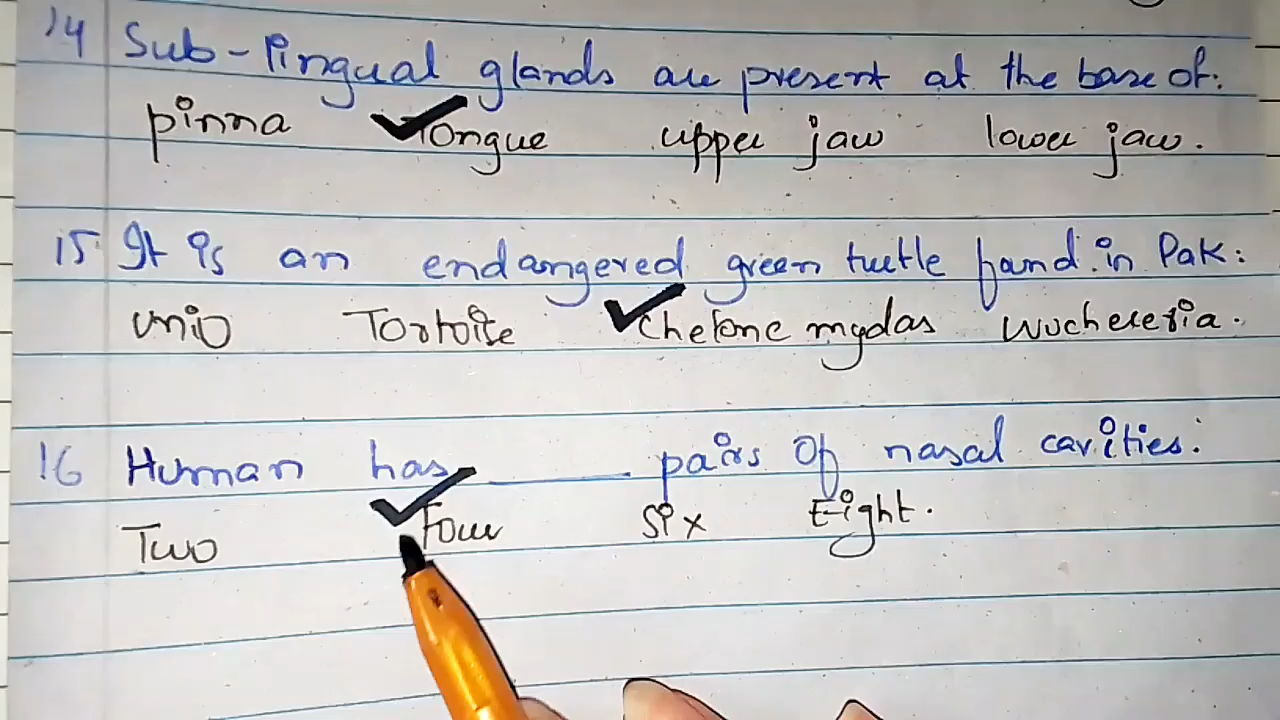 14 Sub-lingual glands are present at the base of:
pinna Tongue upper jaw lower jaw.
15 It is an endangered green turtle fand in Pak:
unio Tortoise Chelone mydas Wuchereria.
16 Human has ______ pairs of nasal cavities:
Two Four Six Eight.